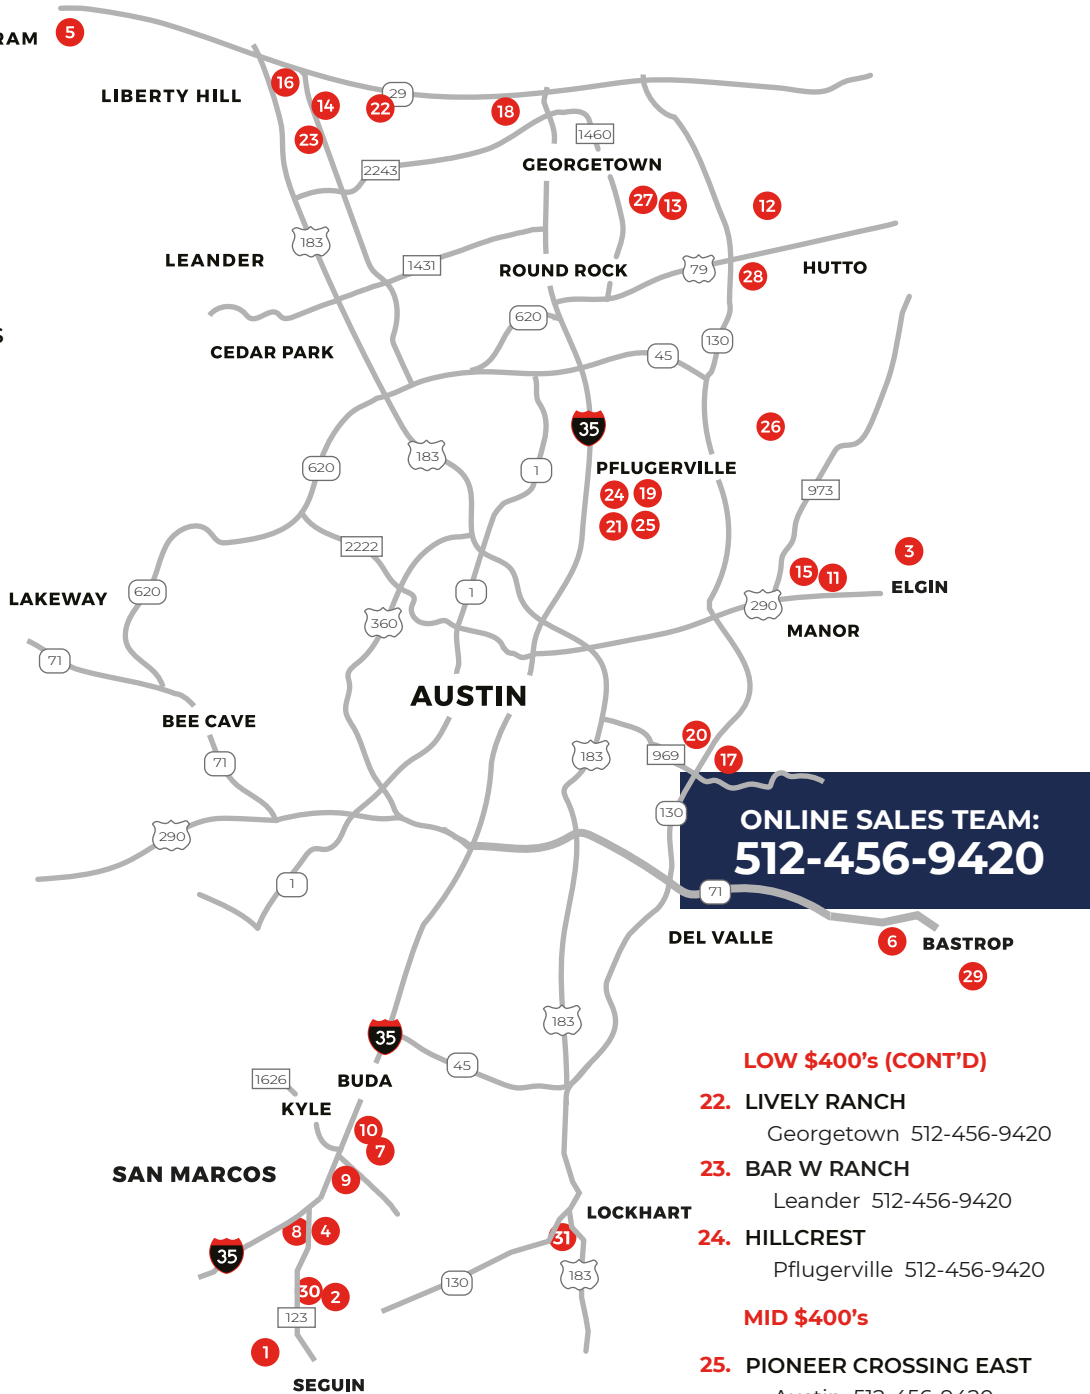 RAM
5
LIBERTY HILL
16
14
22
29
18
23
1460
2243
GEORGETOWN
27
13
12
183
LEANDER
1431
ROUND ROCK
79
28
HUTTO
S
620
CEDAR PARK
45
130
35
26
183
620
1
PFLUGERVILLE
24
19
973
21
25
2222
3
15
11
ELGIN
LAKEWAY
620
1
360
290
MANOR
71
AUSTIN
BEE CAVE
20
183
969
17
71
130
ONLINE SALES TEAM:
512-456-9420
290
1
71
DEL VALLE
6
BASTROP
29
183
35
45
1626
BUDA
KYLE
10
7
SAN MARCOS
9
8
4
35
LOCKHART
31
183
130
30
2
123
1
SEGUIN
LOW $400's (CONT'D)
22. LIVELY RANCH
Georgetown 512-456-9420
23. BAR W RANCH
Leander 512-456-9420
24. HILLCREST
Pflugerville 512-456-9420
MID $400's
25. PIONEER CROSSING EAST
Austin 512-456-9420